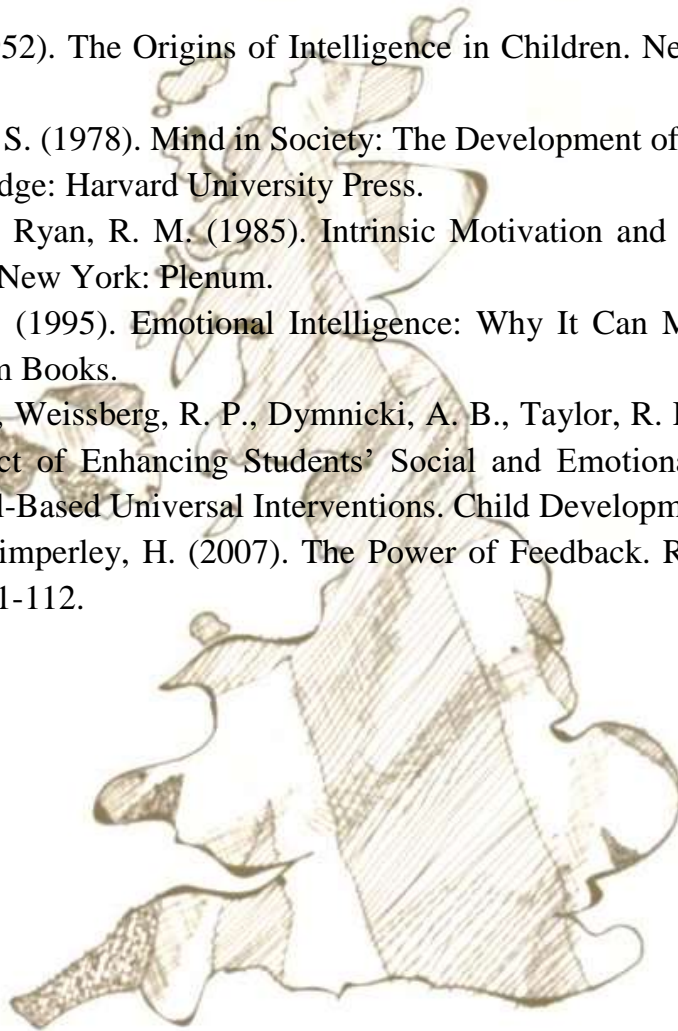 52). The Origins of Intelligence in Children. Ne
S. (1978). Mind in Society: The Development of
dge: Harvard University Press.
Ryan, R. M. (1985). Intrinsic Motivation and
New York: Plenum.
(1995). Emotional Intelligence: Why It Can M
n Books.
, Weissberg, R. P., Dymnicki, A. B., Taylor, R. D
ct of Enhancing Students’ Social and Emotiona
l-Based Universal Interventions. Child Developm
imperley, H. (2007). The Power of Feedback. R
1-112.